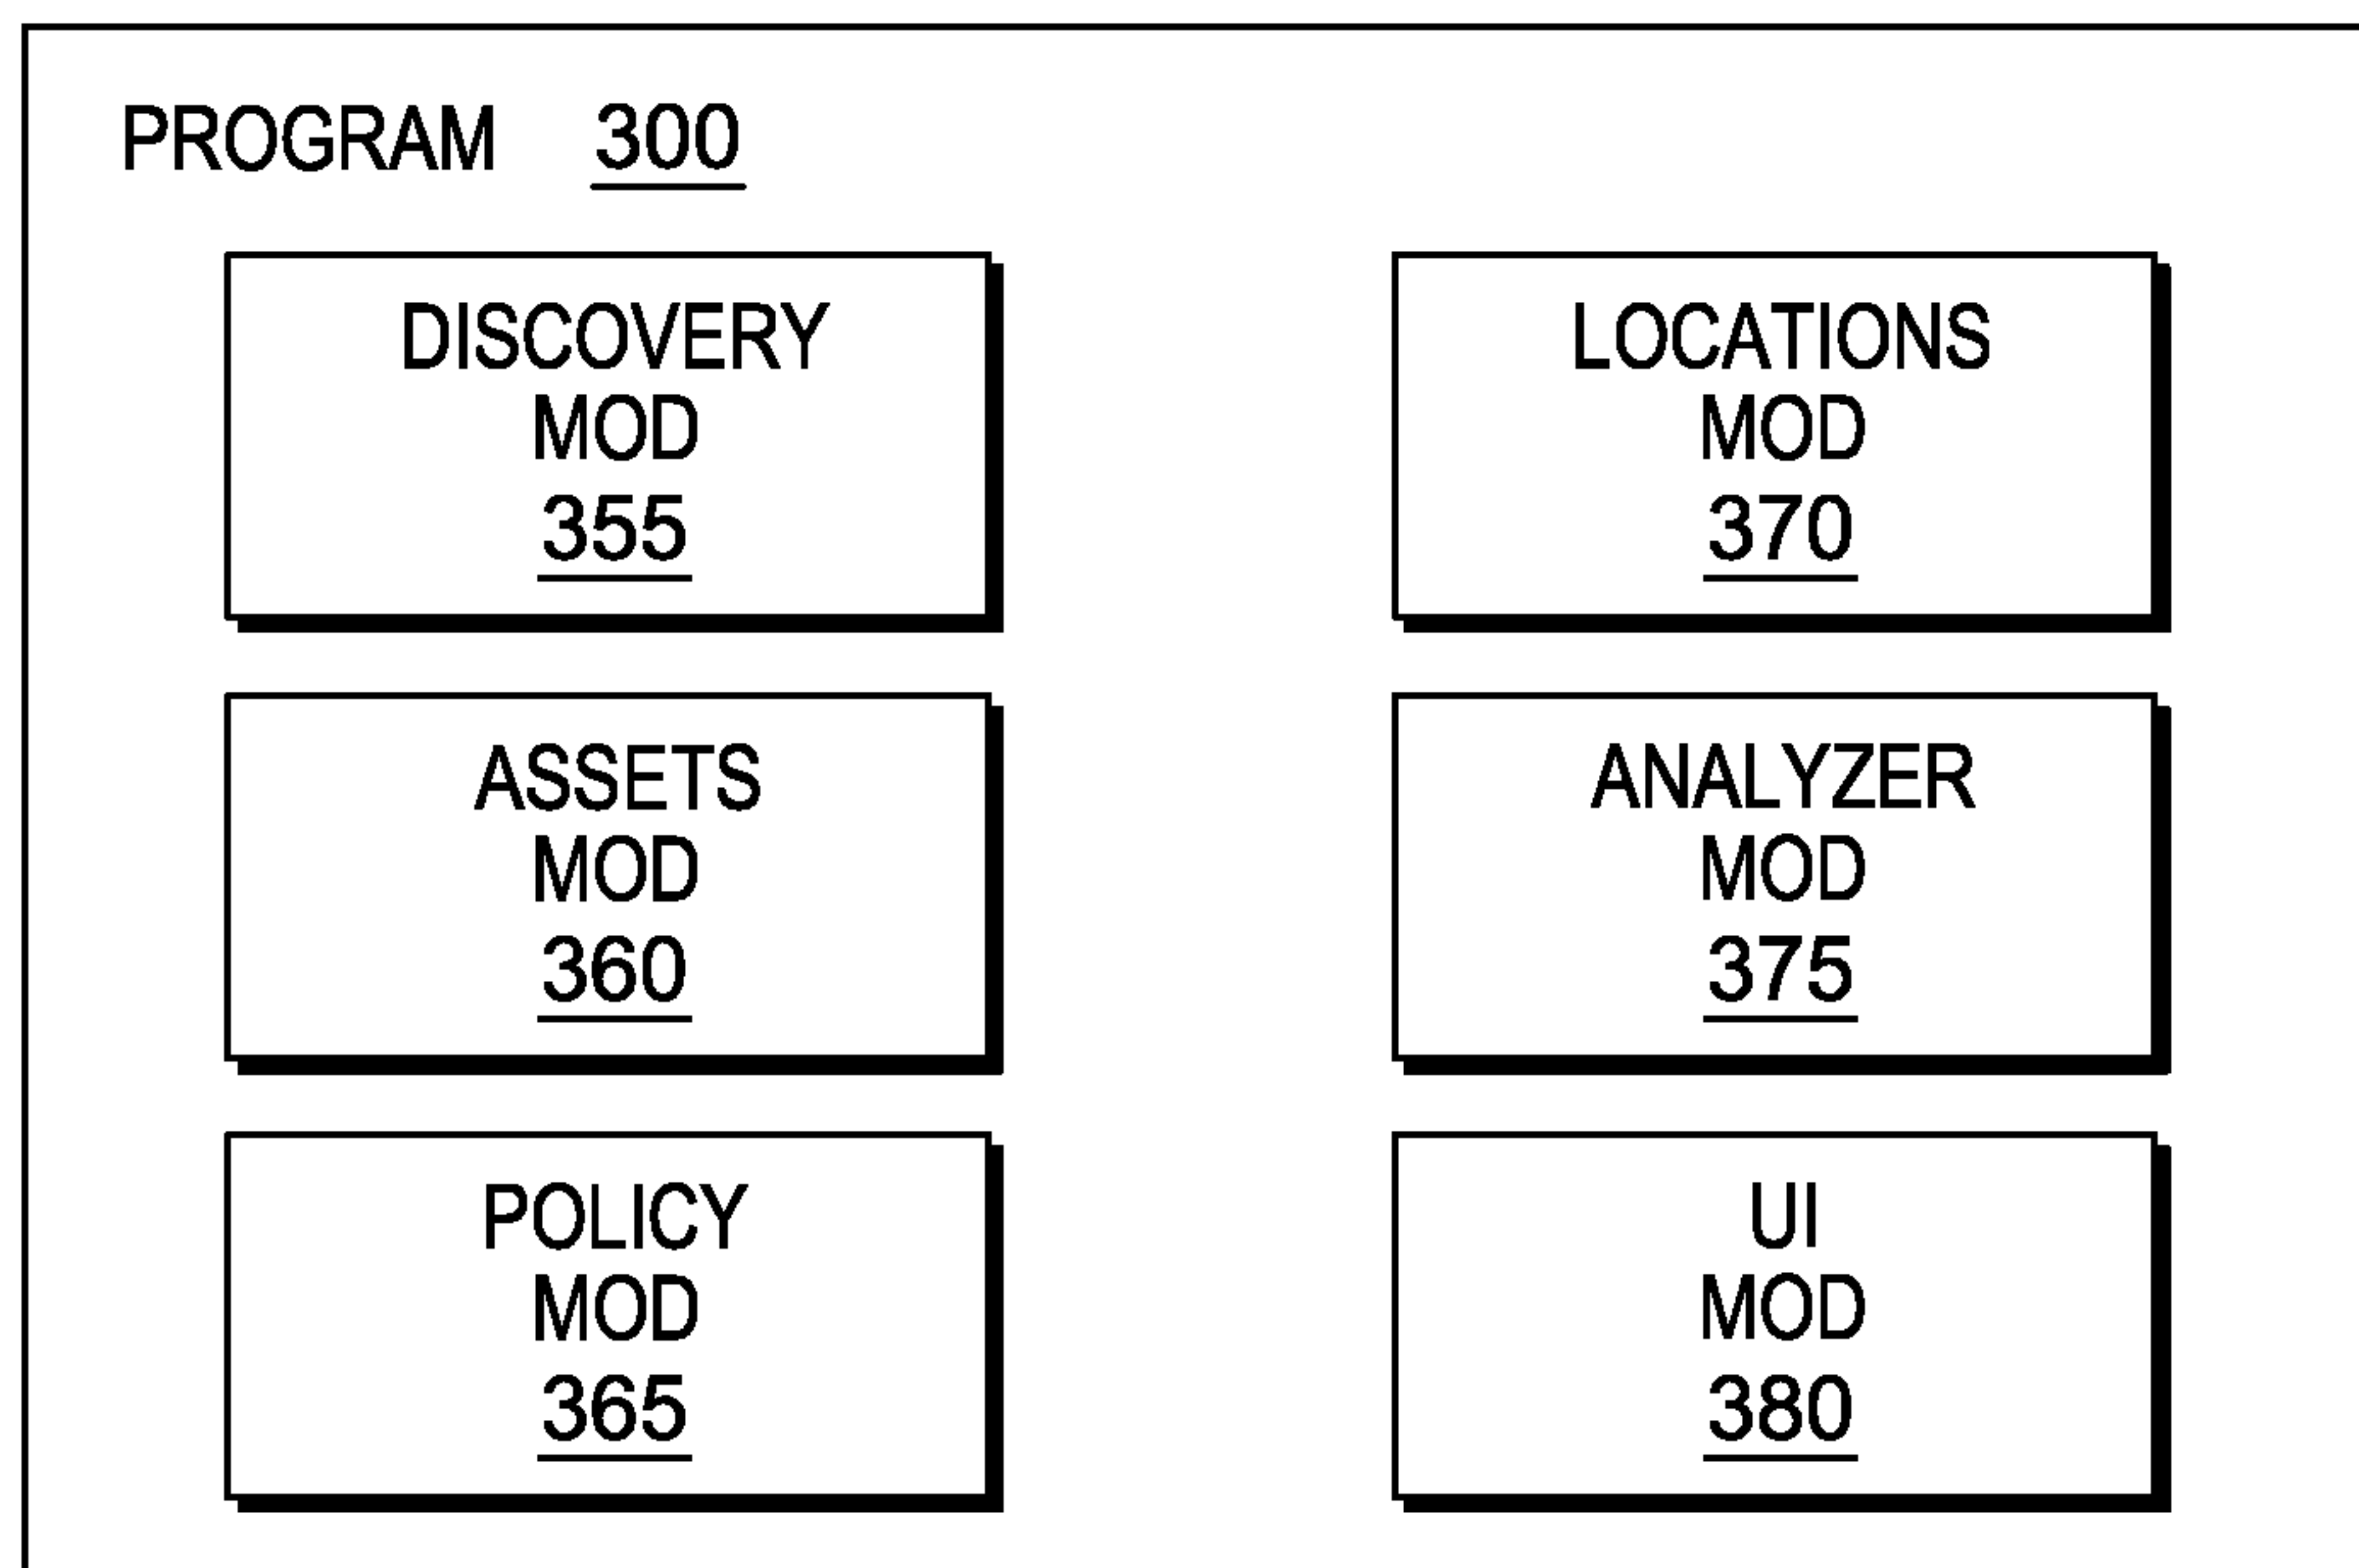 PROGRAM 300
DISCOVERY
MOD
355
LOCATIONS
MOD
370
ASSETS
MOD
360
ANALYZER
MOD
375
POLICY
MOD
365
UI
MOD
380